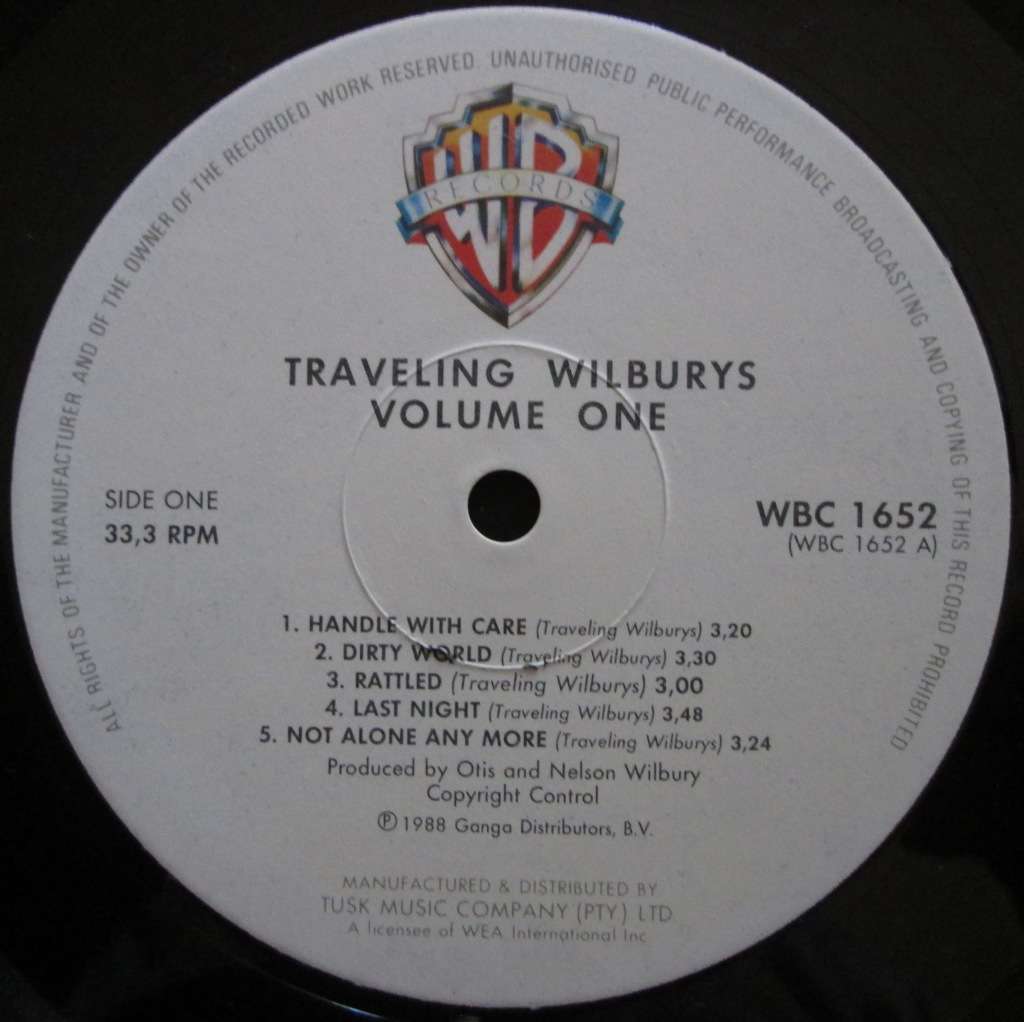 ALL RIGHTS OF THE MANUFACTURER AND OF THE OWNER OF THE RECORDED WORK RESERVED. UNAUTHORISED PUBLIC PERFORMANCE BROADCASTING AND COPYING OF THIS RECORD PROHIBITED
WB
RECORDS
TRAVELING WILBURYS
VOLUME ONE
SIDE ONE
33,3 RPM
WBC 1652
(WBC 1652 A)
1. HANDLE WITH CARE (Traveling Wilburys) 3,20
2. DIRTY WORLD (Traveling Wilburys) 3,30
3. RATTLED (Traveling Wilburys) 3,00
4. LAST NIGHT (Traveling Wilburys) 3,48
5. NOT ALONE ANY MORE (Traveling Wilburys) 3,24
Produced by Otis and Nelson Wilbury
Copyright Control
℗ 1988 Ganga Distributors, B.V.
MANUFACTURED & DISTRIBUTED BY
TUSK MUSIC COMPANY (PTY.) LTD
A licensee of WEA International Inc